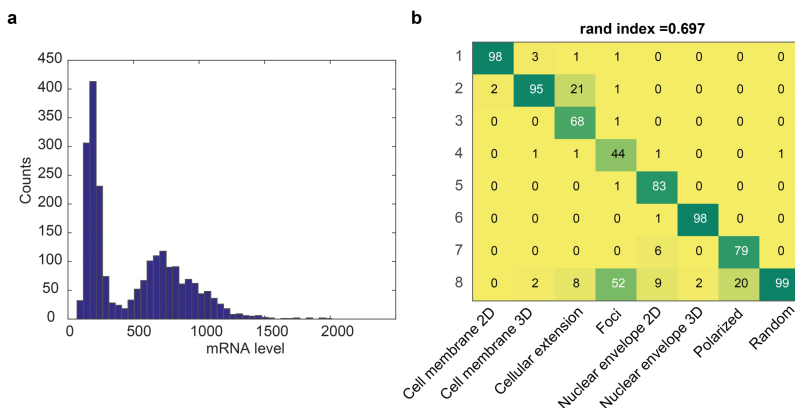 a
450
400
350
300
250
200
150
100
50
0
Counts
0 500 1000 1500 2000
mRNA level
b
rand index =0.697
1 98 3 1 1 0 0 0 0
2 2 95 21 1 0 0 0 0
3 0 0 68 1 0 0 0 0
4 0 1 1 44 1 0 0 1
5 0 0 0 1 83 0 0 0
6 0 0 0 0 1 98 0 0
7 0 0 0 0 6 0 79 0
8 0 2 8 52 9 2 20 99
Cell membrane 2D
Cell membrane 3D
Cellular extension
Foci
Nuclear envelope 2D
Nuclear envelope 3D
Polarized
Random